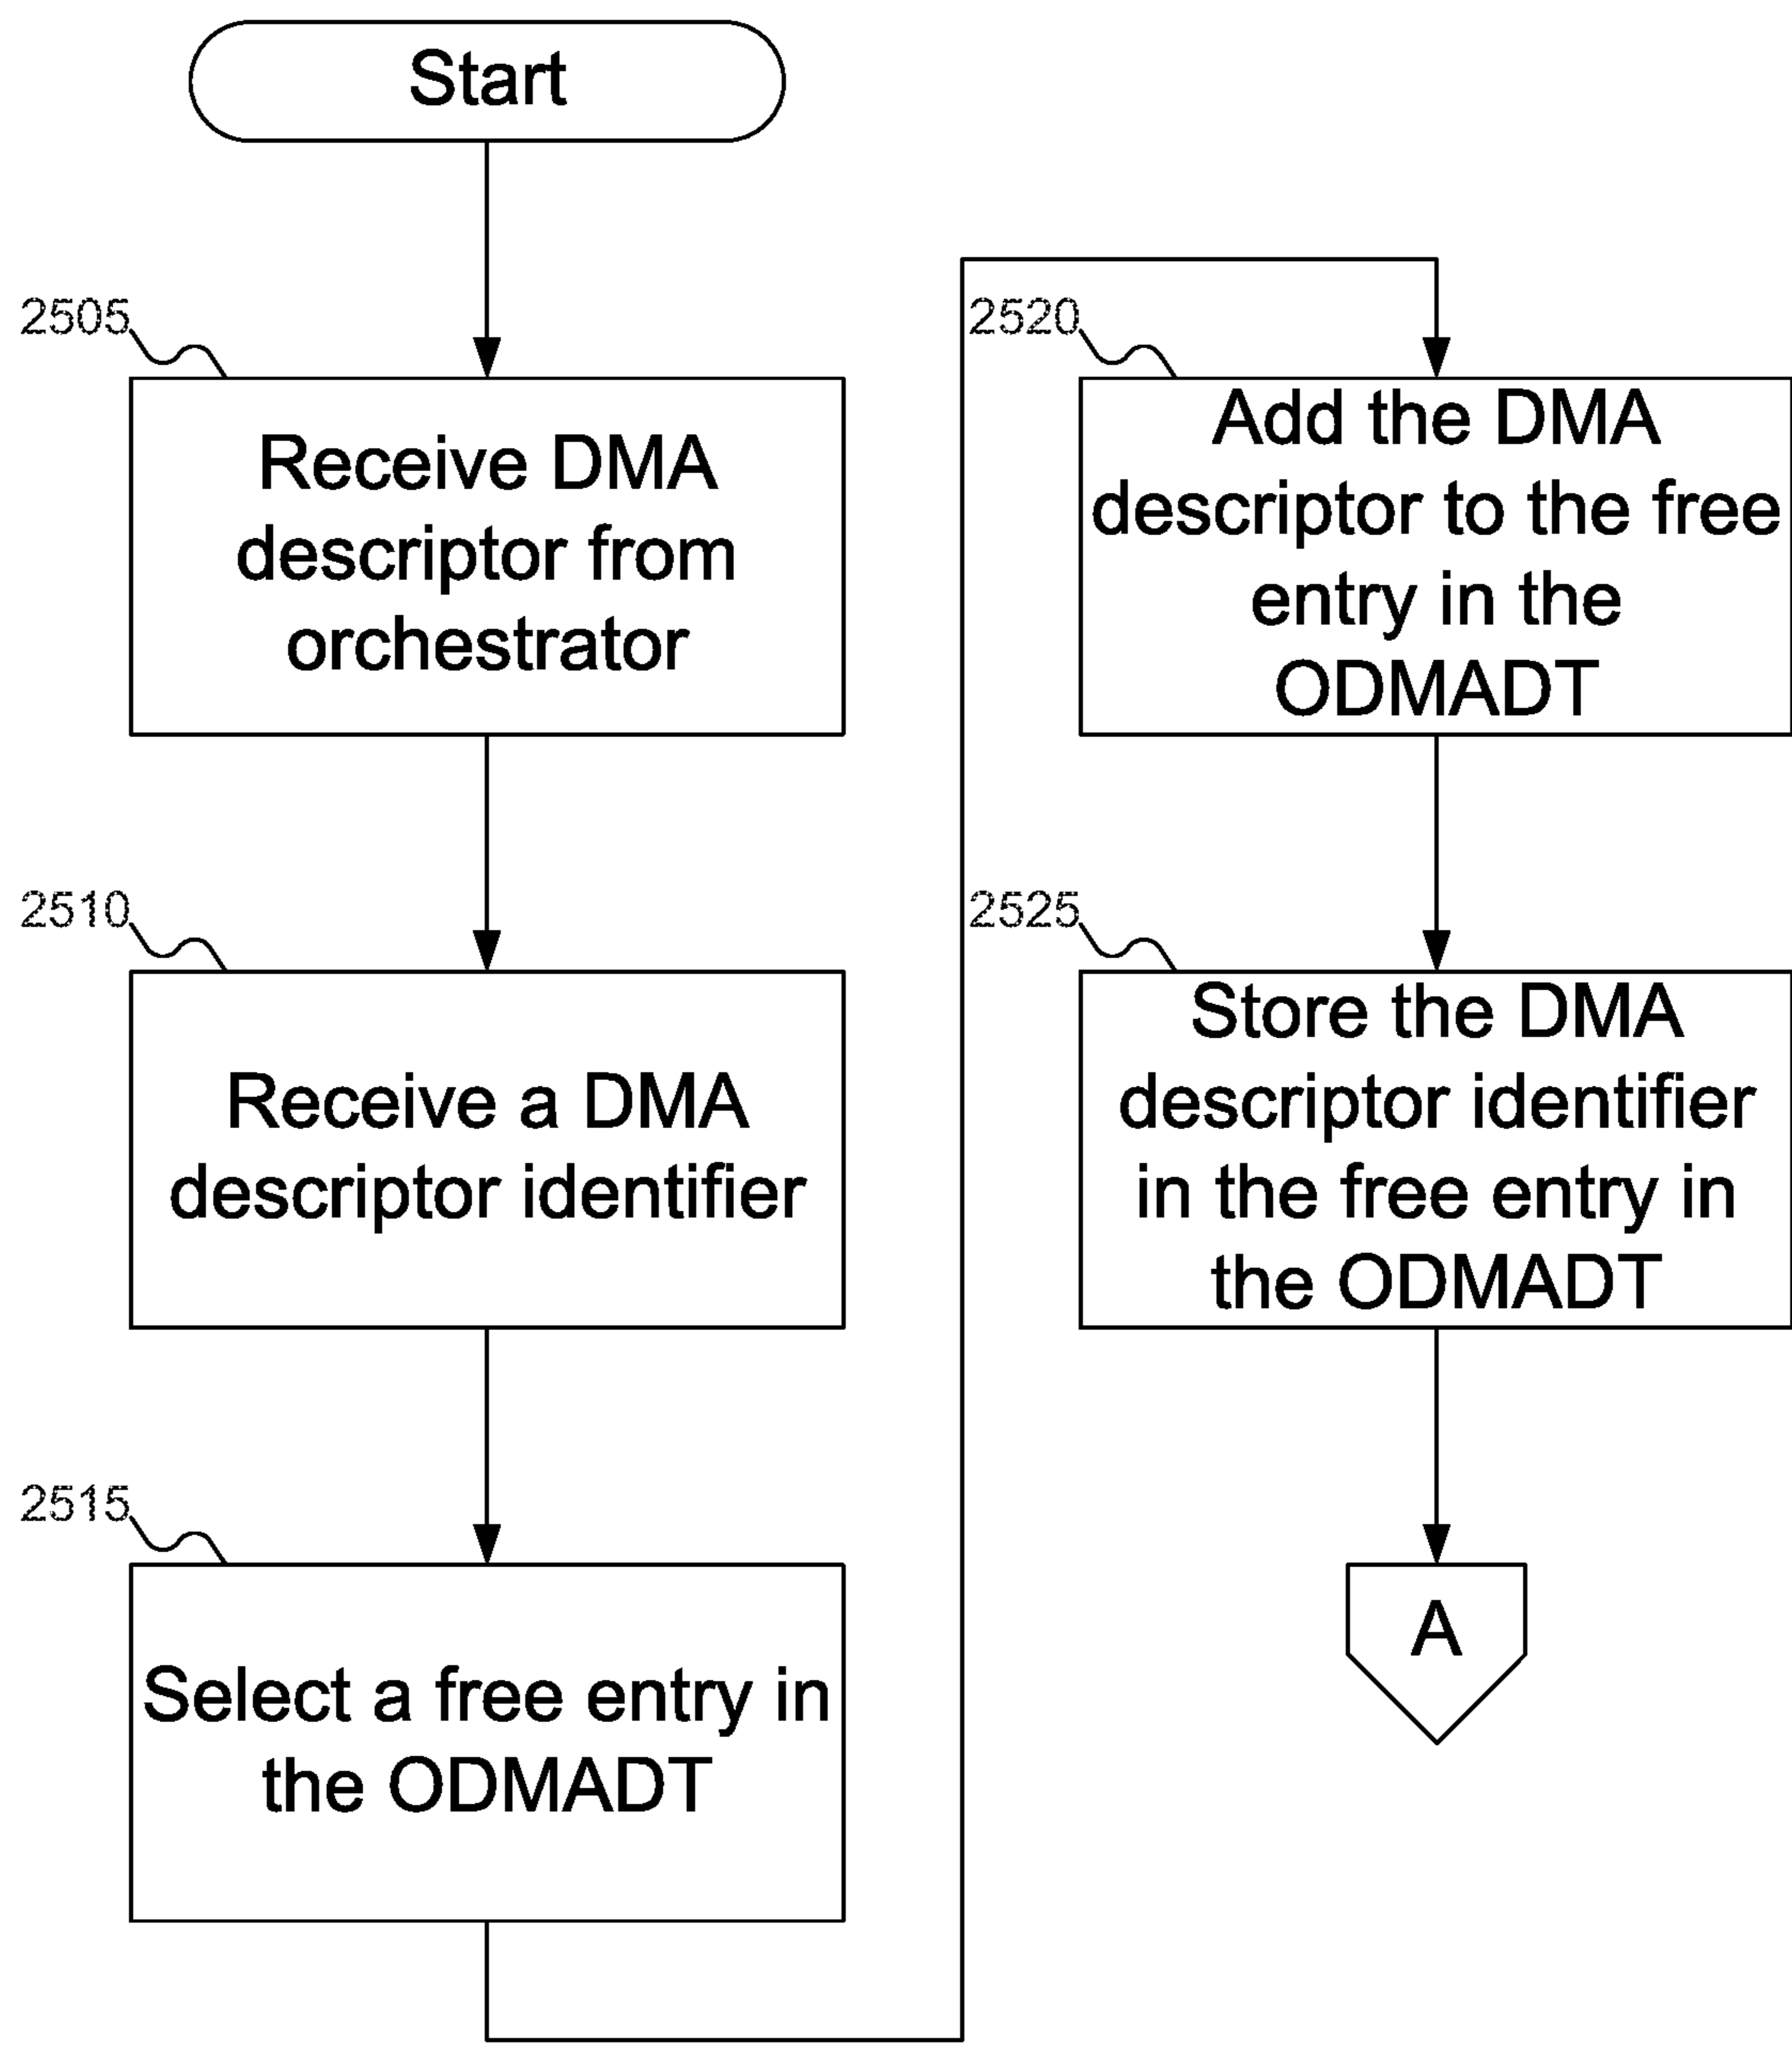 Start
2505
Receive DMA
descriptor from
orchestrator
2510
Receive a DMA
descriptor identifier
2515
Select a free entry in
the ODMADT
2520
Add the DMA
descriptor to the free
entry in the
ODMADT
2525
Store the DMA
descriptor identifier
in the free entry in
the ODMADT
A